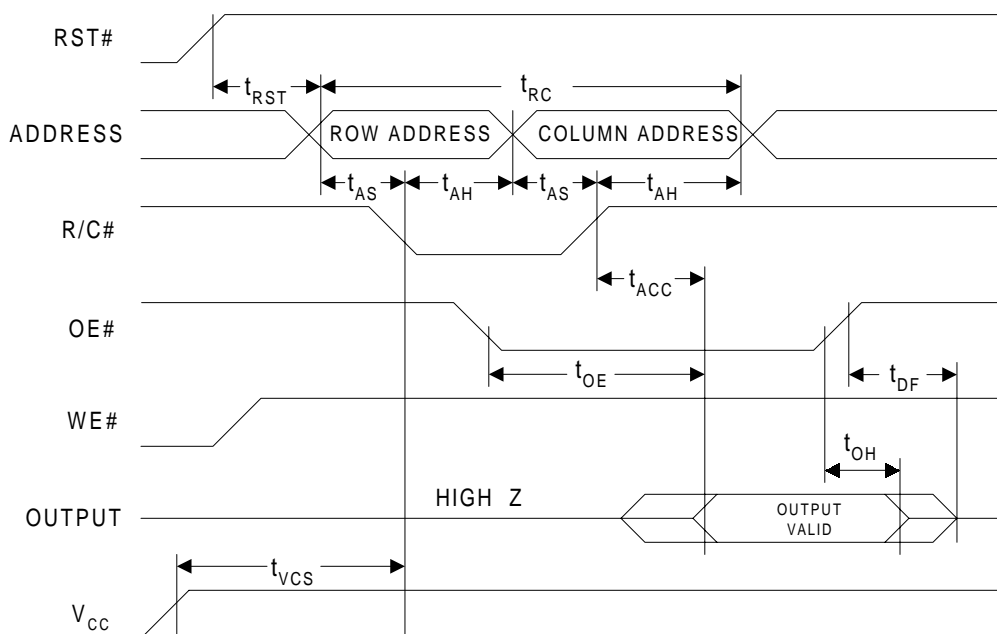 RST#
tRST
tRC
ADDRESS
ROW ADDRESS
COLUMN ADDRESS
tAS
tAH
tAS
tAH
R/C#
tACC
OE#
tOE
tDF
WE#
tOH
HIGH Z
OUTPUT
OUTPUT
VALID
tVCS
VCC